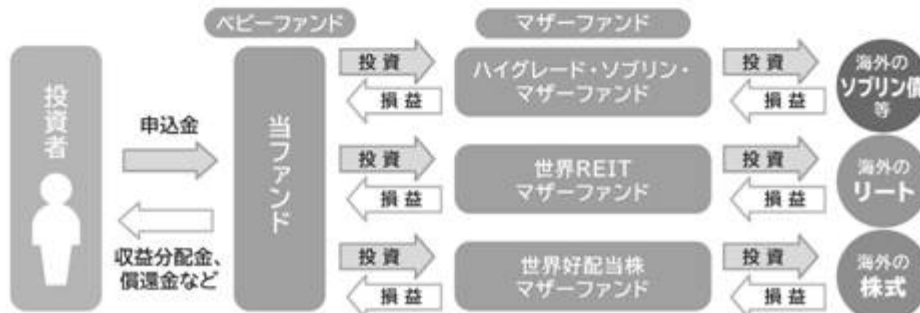 ベビーファンド
マザーファンド
投資者
申込金
収益分配金、
償還金など
当ファンド
投資
損益
ハイグレード・ソブリン・
マザーファンド
投資
損益
海外の
ソブリン債
等
投資
損益
世界REIT
マザーファンド
投資
損益
海外の
リート
投資
損益
世界好配当株
マザーファンド
投資
損益
海外の
株式